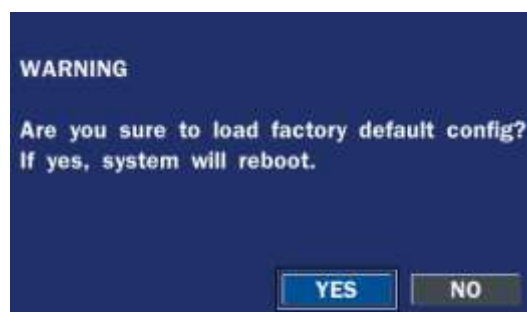 WARNING
Are you sure to load factory default config?
If yes, system will reboot.
YES NO